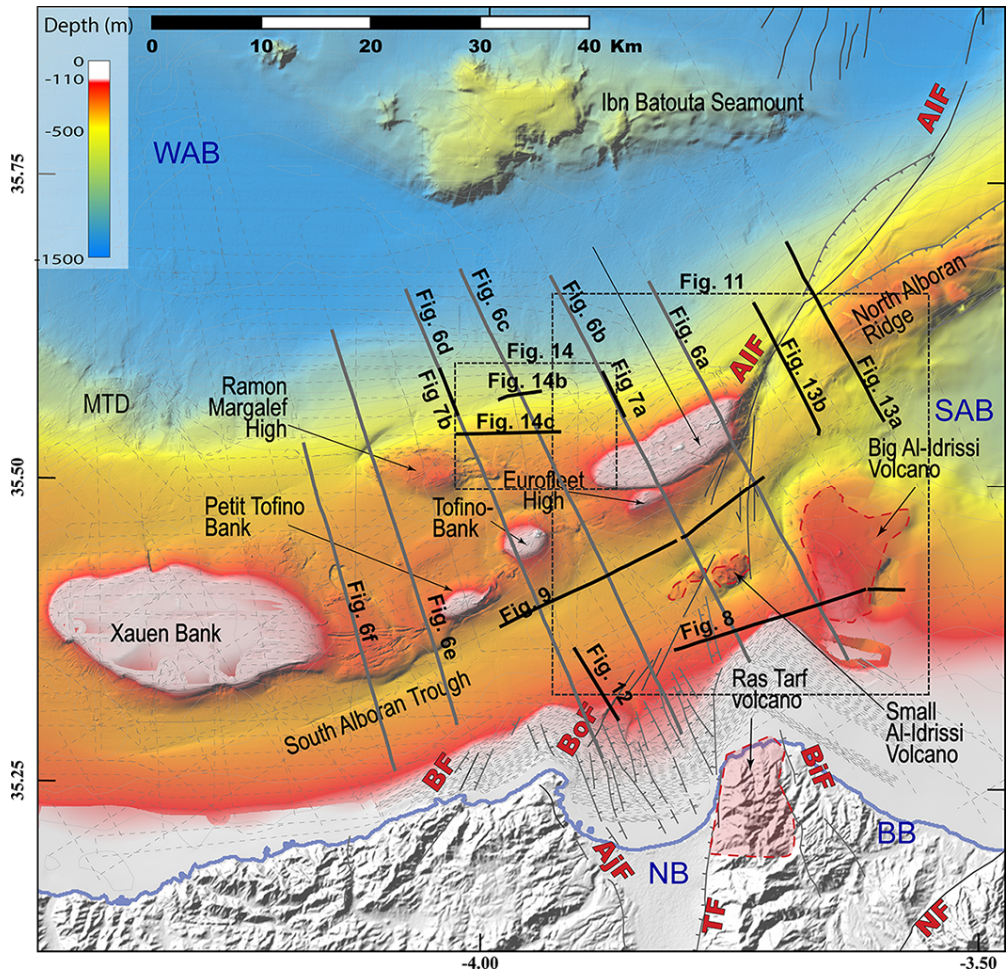 Depth (m)
0
-110
-500
-1500
0 10 20 30 40 Km
Ibn Batouta Seamount
WAB
AIF
35.75
Fig. 11
North Alboran
Ridge
Fig. 6d
Fig. 6c
Fig. 6b
Fig. 6a
Fig. 14
Fig. 14b
Fig 7a
Fig. 7b
Fig. 14c
AIF
Fig. 13b
Fig. 13a
SAB
MTD
Ramon
Margalef
High
Big Al-Idrissi
Volcano
35.50
Eurofleet
High
Petit Tofino
Bank
Tofino-
Bank
Fig. 9
Fig. 8
Xauen Bank
Fig. 6f
Fig. 6e
Fig. 12
South Alboran Trough
Ras Tarf
volcano
Small
Al-Idrissi
Volcano
BF
BoF
BiF
35.25
AjF
NB
BB
TF
NF
-4.00
-3.50